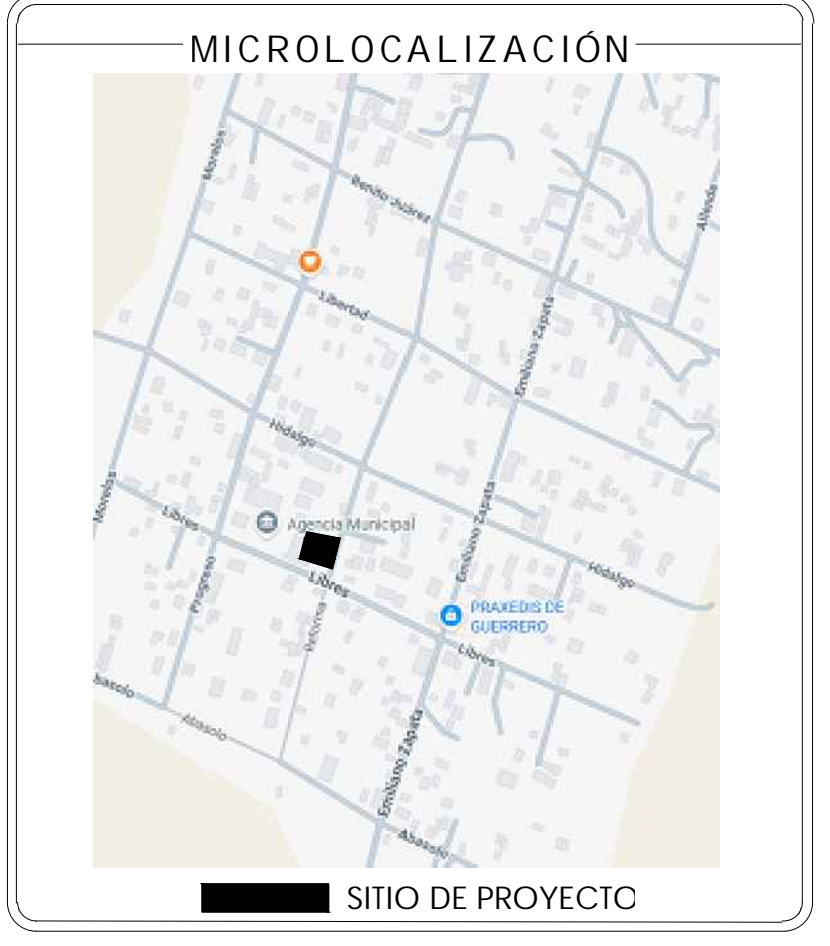 MICROLOCALIZACIÓN
Morelos
Benito Juárez
Allende
Libertad
Emiliano Zapata
Hidalgo
Morelos
Libres
Agencia Municipal
Emiliano Zapata
Hidalgo
Libres
Progreso
Reforma
PRAXEDIS DE
GUERRERO
Libres
basolo
Abasolo
Emiliano Zapata
Abasolo
SITIO DE PROYECTO